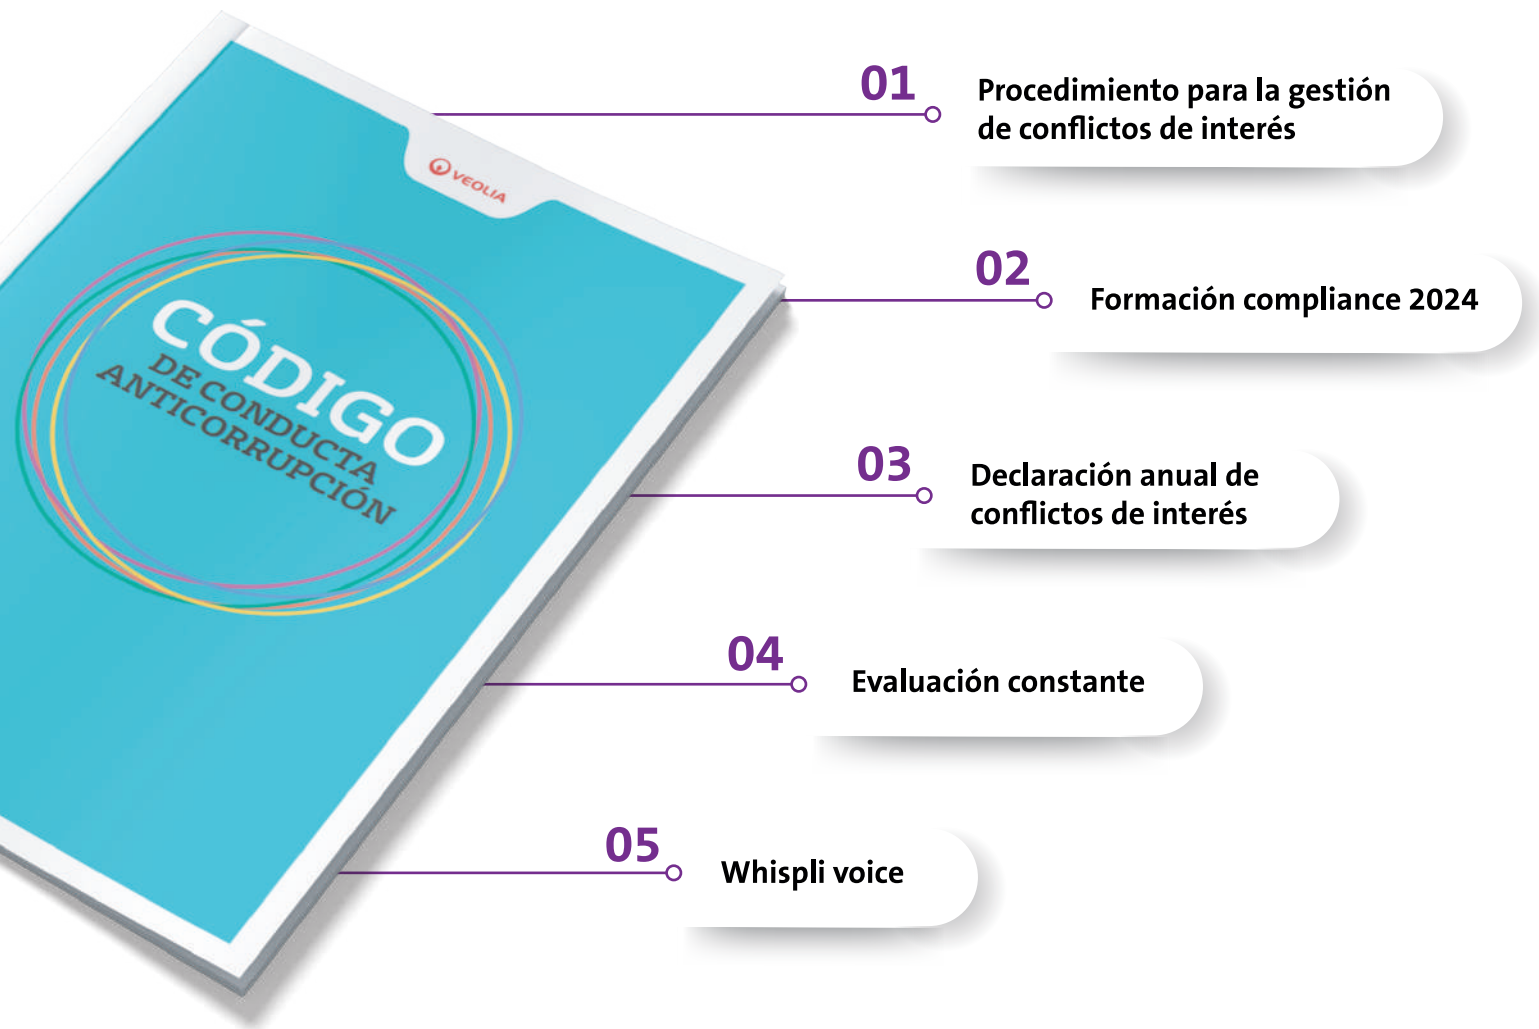 VEOLIA
CÓDIGO
DE CONDUCTA
ANTICORRUPCIÓN
01
Procedimiento para la gestión
de conflictos de interés
02
Formación compliance 2024
03
Declaración anual de
conflictos de interés
04
Evaluación constante
05
Whispli voice